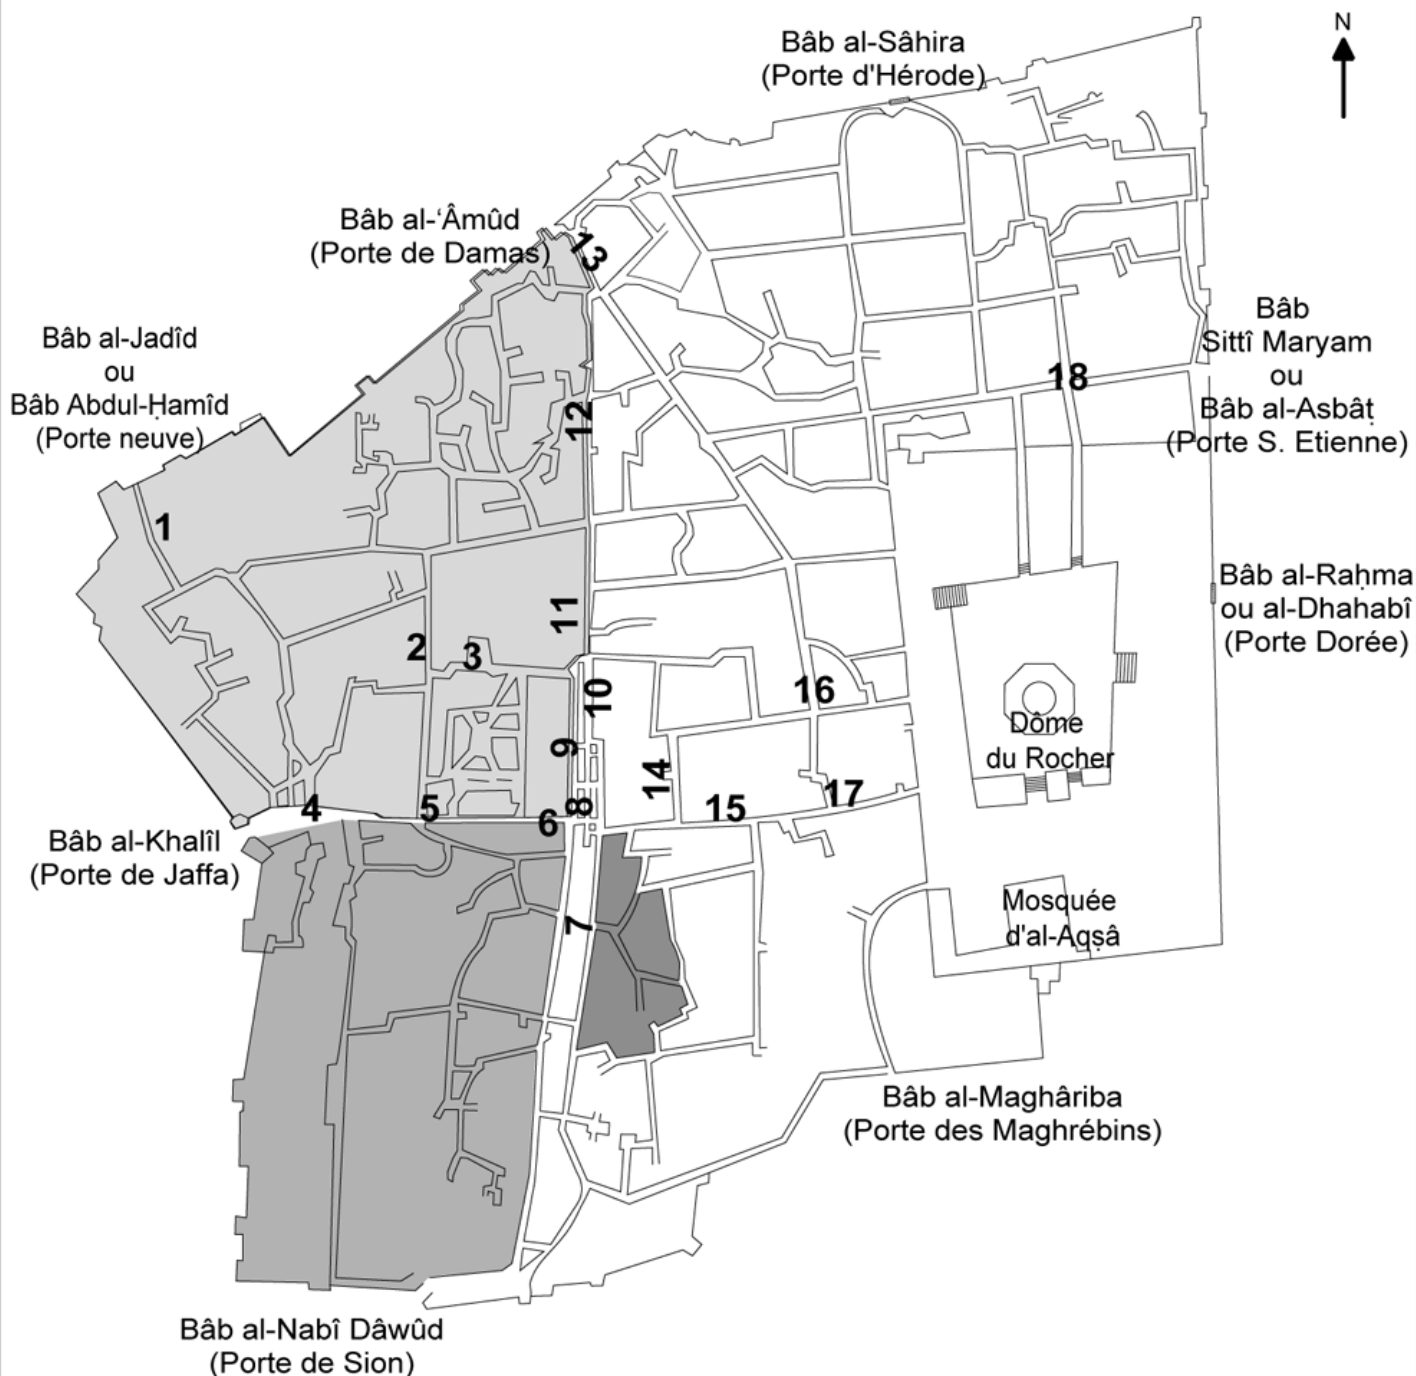 N
Bâb al-Sâhira
(Porte d'Hérode)
Bâb al-‘Âmûd
(Porte de Damas)
13
Bâb al-Jadîd
ou
Bâb Abdul-Ḥamîd
(Porte neuve)
Bâb
Sittî Maryam
ou
Bâb al-Asbâṭ
(Porte S. Etienne)
18
12
1
Bâb al-Raḥma
ou al-Dhahabî
(Porte Dorée)
11
2
3
10
16
9
Dôme
du Rocher
14
17
4
5
6
8
15
Bâb al-Khalîl
(Porte de Jaffa)
7
Mosquée
d'al-Aqṣâ
Bâb al-Maghâriba
(Porte des Maghrébins)
Bâb al-Nabî Dâwûd
(Porte de Sion)